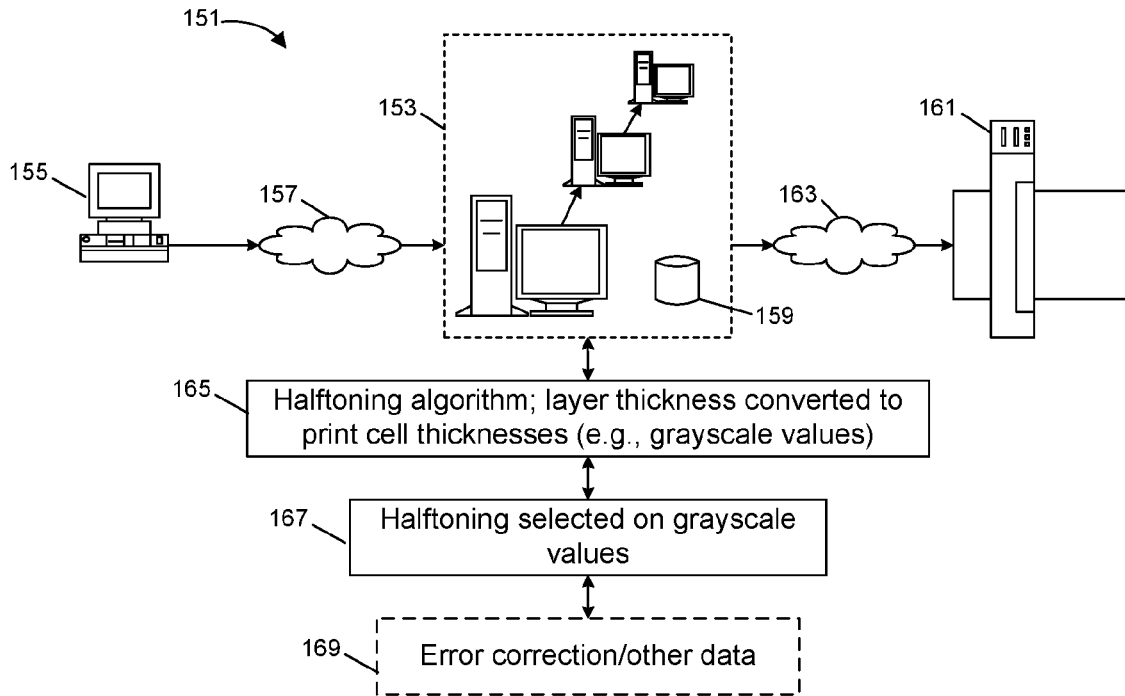 151
153
161
155
157
163
159
165
Halftoning algorithm; layer thickness converted to
print cell thicknesses (e.g., grayscale values)
167
Halftoning selected on grayscale
values
169
Error correction/other data